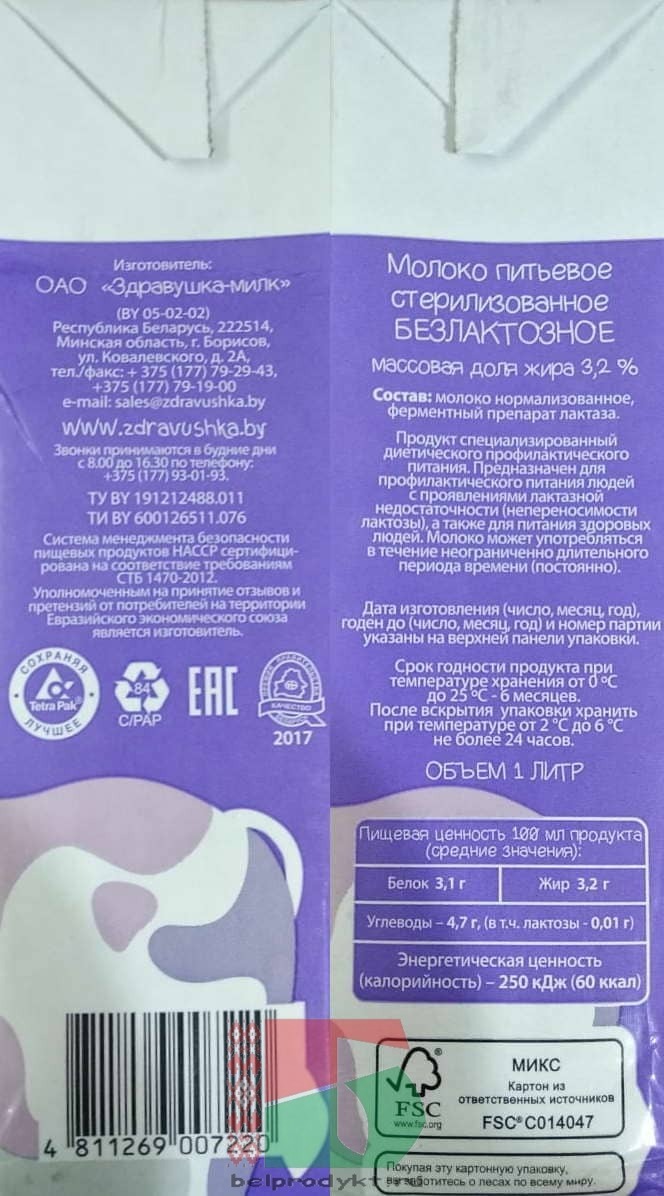 Изготовитель:
ОАО «Здравушка-милк»
(BY 05-02-02)
Республика Беларусь, 222514,
Минская область, г. Борисов,
ул. Ковалевского, д. 2А,
тел./факс: + 375 (177) 79-29-43,
+375 (177) 79-19-00
e-mail: sales@zdravushka.by
www.zdravushka.by
Звонки принимаются в будние дни
с 8.00 до 16.30 по телефону:
+375 (177) 93-01-93.
ТУ BY 191212488.011
ТИ BY 600126511.076
Система менеджмента безопасности
пищевых продуктов НАССР сертифици-
рована на соответствие требованиям
СТБ 1470-2012.
Уполномоченным на принятие отзывов и
претензий от потребителей на территории
Евразийского экономического союза
является изготовитель.
СОХРАНЯЯ
Tetra Pak®
ЛУЧШЕЕ
84
C/PAP
ЕАС
КАЧЕСТВО
2017
4 811269 007220
Молоко питьевое
стерилизованное
БЕЗЛАКТОЗНОЕ
массовая доля жира 3,2 %
Состав: молоко нормализованное,
ферментный препарат лактаза.
Продукт специализированный
диетического профилактического
питания. Предназначен для
профилактического питания людей
с проявлениями лактазной
недостаточности (непереносимости
лактозы), а также для питания здоровых
людей. Молоко может употребляться
в течение неограниченно длительного
периода времени (постоянно).
Дата изготовления (число, месяц, год),
годен до (число, месяц, год) и номер партии
указаны на верхней панели упаковки.
Срок годности продукта при
температуре хранения от 0 °С
до 25 °С - 6 месяцев.
После вскрытия упаковки хранить
при температуре от 2 °С до 6 °С
не более 24 часов.
ОБЪЕМ 1 ЛИТР
Пищевая ценность 100 мл продукта
(средние значения):
Белок 3,1 г Жир 3,2 г
Углеводы – 4,7 г, (в т.ч. лактозы - 0,01 г)
Энергетическая ценность
(калорийность) – 250 кДж (60 ккал)
FSC
www.fsc.org
МИКС
Картон из
ответственных источников
FSC® C014047
Покупая эту картонную упаковку,
вы заботитесь о лесах по всему миру.